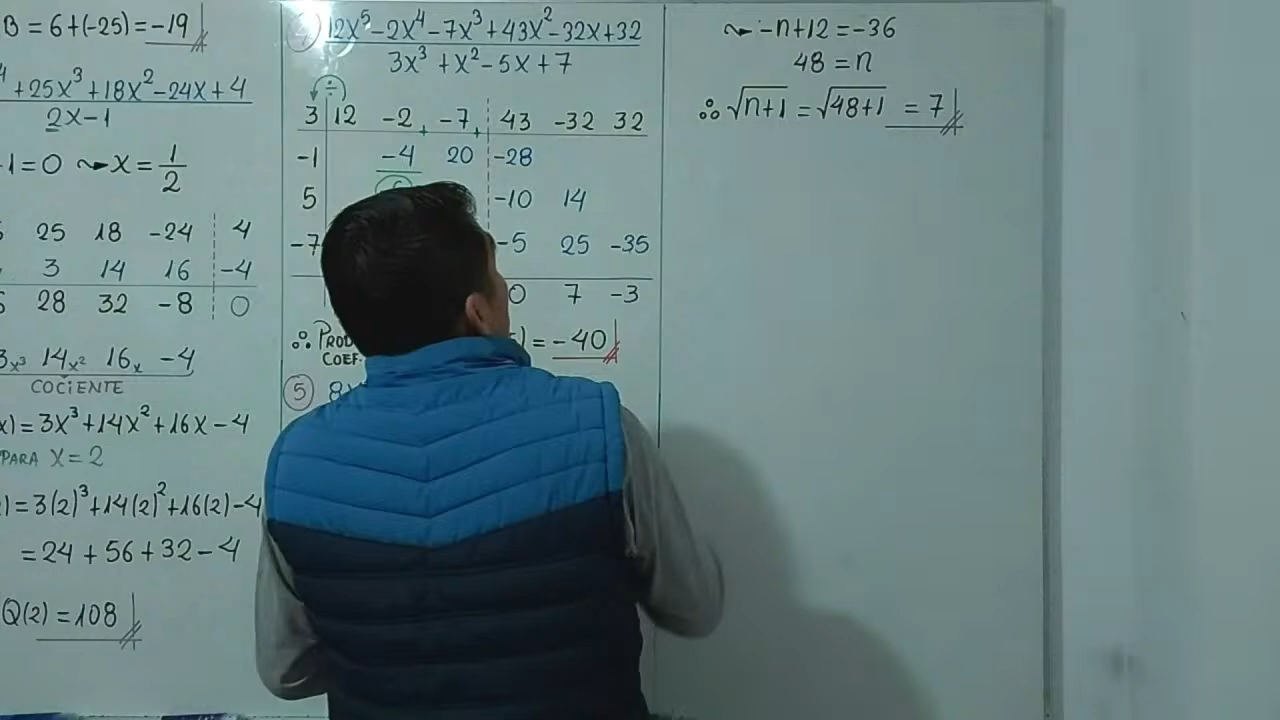 B = 6+(-25) = -19
+25x³+18x²-24x+4
2x-1
1=0 ⤳ x = 1/2
25 18 -24 4
3 14 16 -4
28 32 -8 0
3x³ 14x² 16x -4
COCIENTE
x) = 3x³+14x²+16x-4
PARA x=2
) = 3(2)³+14(2)²+16(2)-4
= 24+56+32-4
Q(2) = 108
12x⁵-2x⁴-7x³+43x²-32x+32
3x³+x²-5x+7
(÷)
3 12 -2 -7 43 -32 32
-1 -4 20 -28
5 -10 14
-7 -5 25 -35
0 7 -3
∴ PROD
COEF.
) = -40
5 8x
⤳ -n+12=-36
48 = n
∴ √n+1 = √48+1 = 7